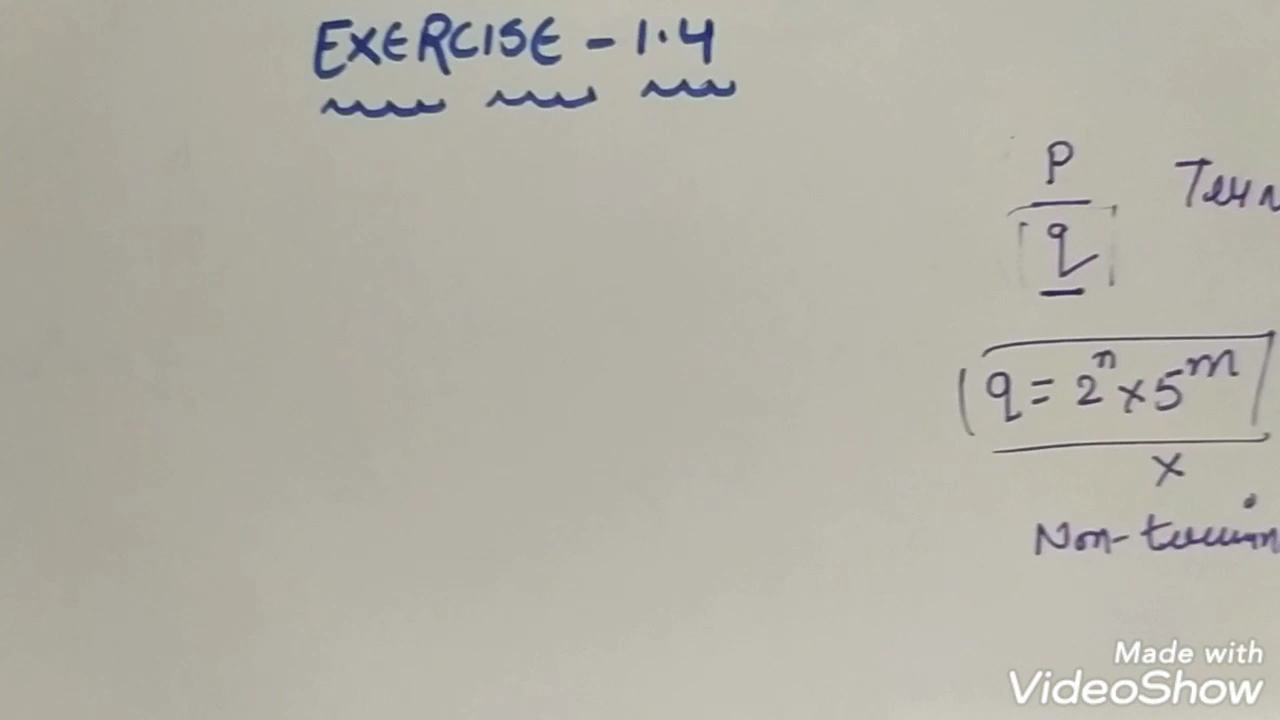 EXERCISE - 1.4
P
q
q = 2ⁿ × 5ᵐ
×
Made with
VideoShow